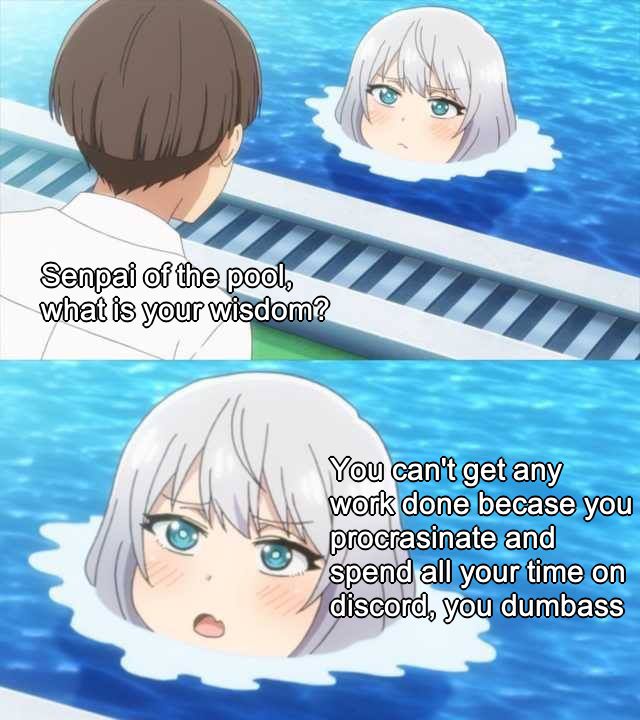 Senpai of the pool,
what is your wisdom?
You can't get any
work done becase you
procrasinate and
spend all your time on
discord, you dumbass